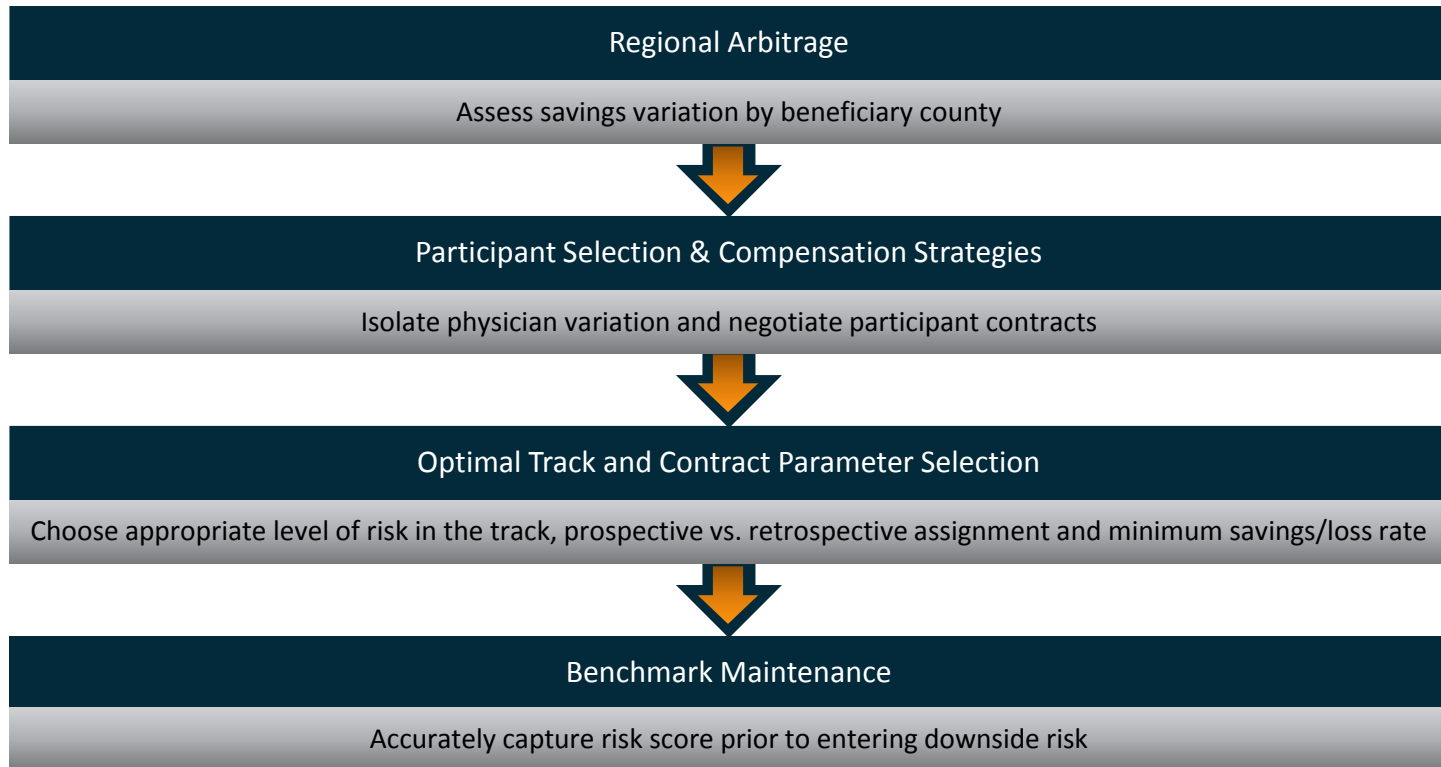 Regional Arbitrage
Assess savings variation by beneficiary county
Participant Selection & Compensation Strategies
Isolate physician variation and negotiate participant contracts
Optimal Track and Contract Parameter Selection
Choose appropriate level of risk in the track, prospective vs. retrospective assignment and minimum savings/loss rate
Benchmark Maintenance
Accurately capture risk score prior to entering downside risk